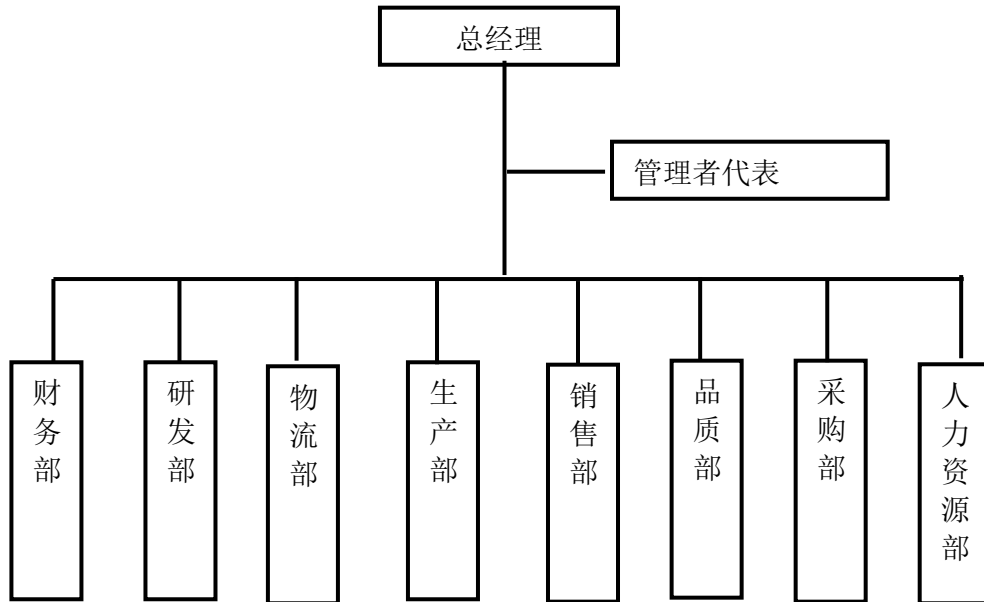 总经理
管理者代表
财务部
研发部
物流部
生产部
销售部
品质部
采购部
人力资源部